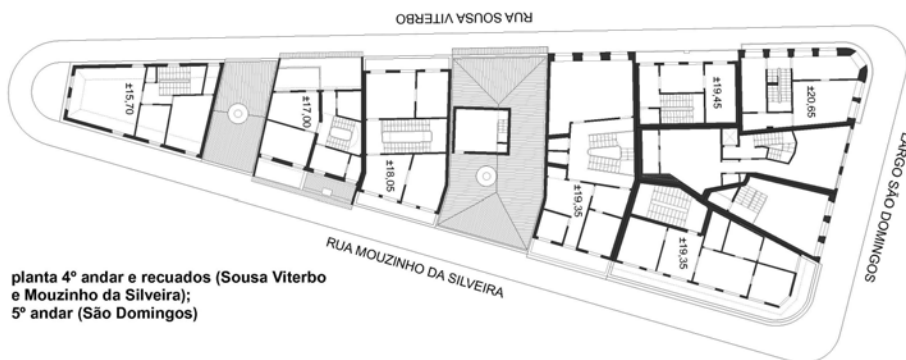 RUA SOUSA VITERBO
±15,70
±17,00
±18,05
±19,35
±19,45
±20,65
±19,35
LARGO SÃO DOMINGOS
RUA MOUZINHO DA SILVEIRA
planta 4º andar e recuados (Sousa Viterbo
e Mouzinho da Silveira);
5º andar (São Domingos)